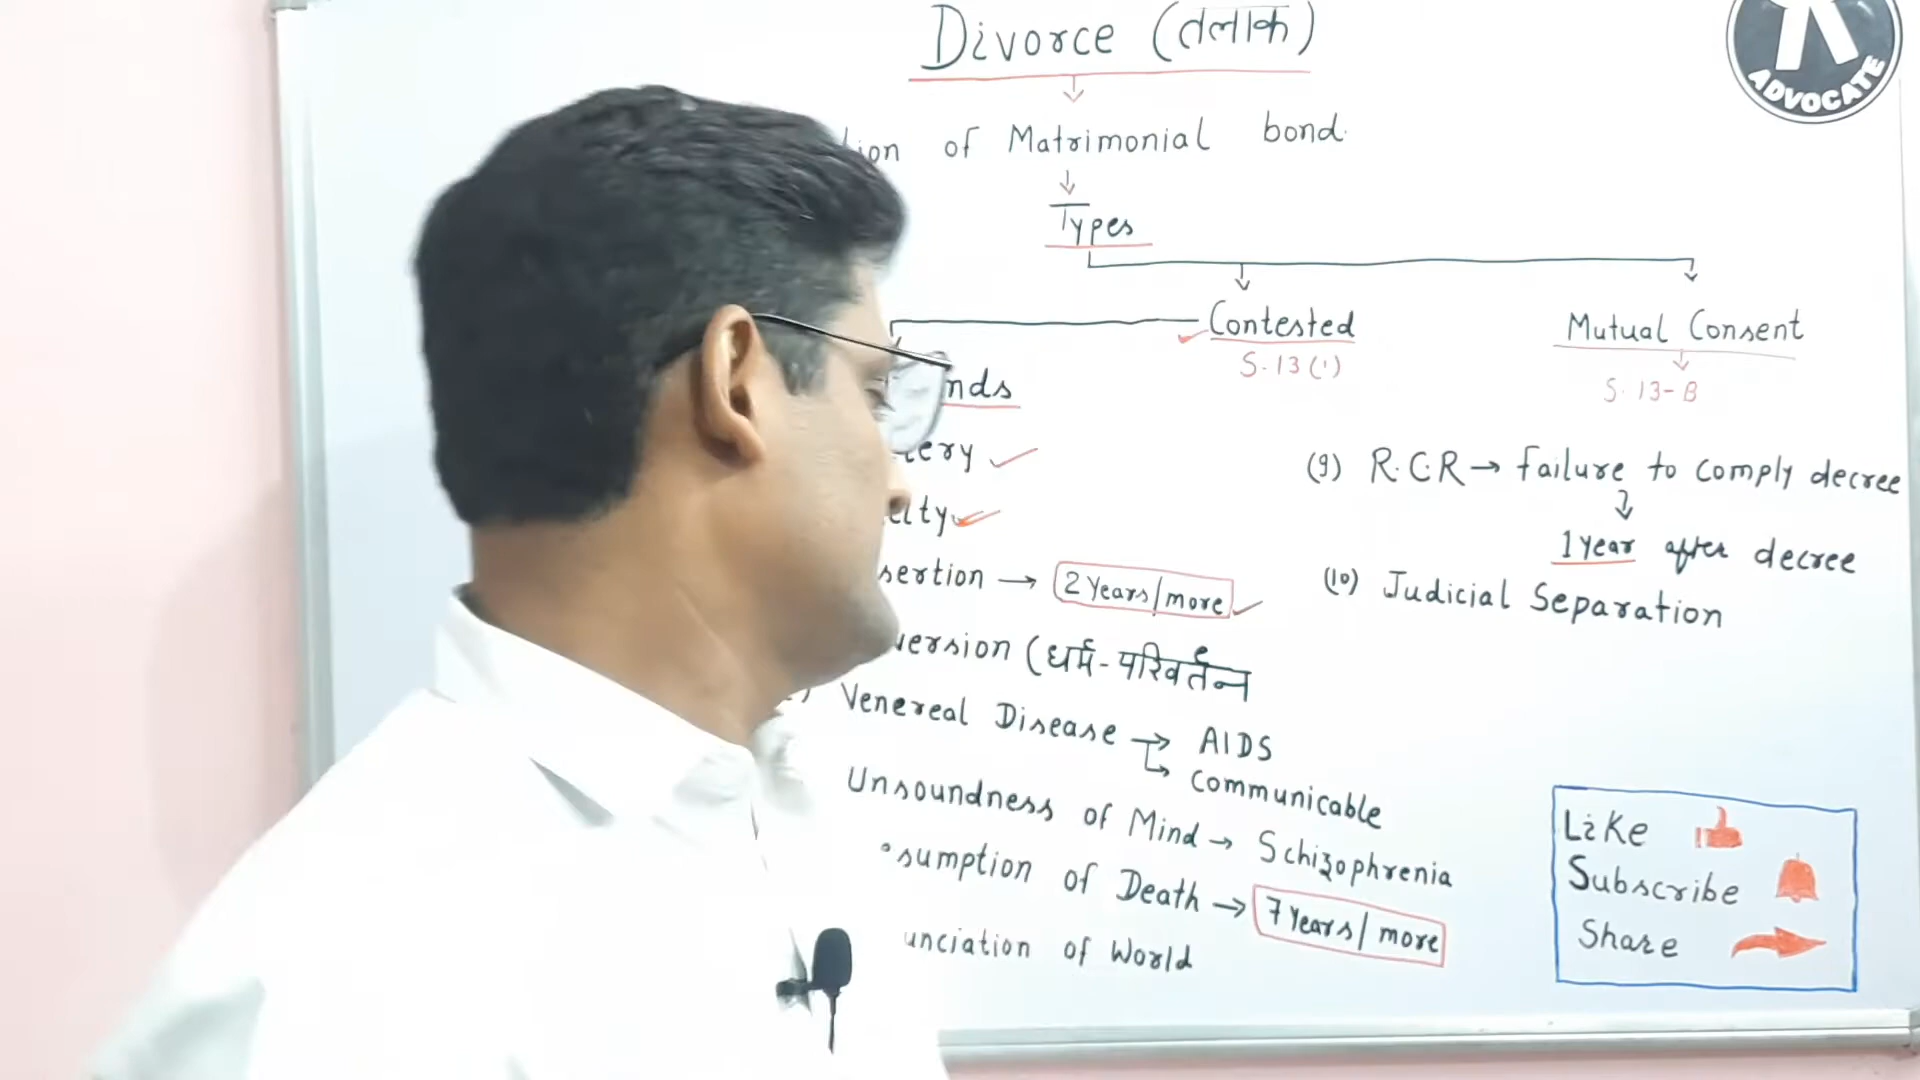 Divorce (तलाक)
of Matrimonial bond.
Types
Contested
Mutual Consent
S. 13 (1)
S. 13-B
→ 2 Years/more
(धर्म-परिवर्तन
Venereal Disease → AIDS
↳ Communicable
Unsoundness of Mind → Schizophrenia
of Death → 7 Years/more
of World
(9) R.C.R → failure to comply decree
1 Year after decree
(10) Judicial Separation
Like
Subscribe
Share
ADVOCATE